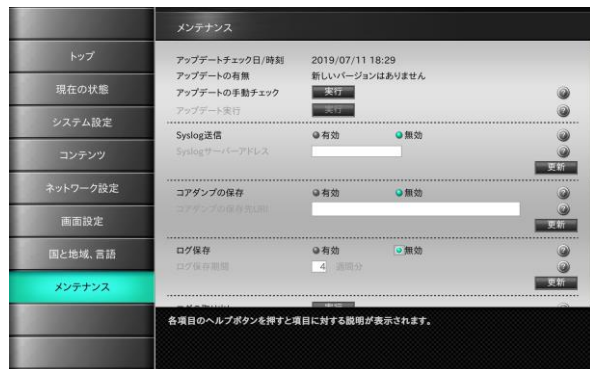 メンテナンス
トップ
現在の状態
システム設定
コンテンツ
ネットワーク設定
画面設定
国と地域、言語
メンテナンス
アップデートチェック日/時刻 2019/07/11 18:29
アップデートの有無 新しいバージョンはありません
アップデートの手動チェック 実行
アップデート実行 実行
Syslog送信 有効 無効
Syslogサーバーアドレス
更新
コアダンプの保存 有効 無効
コアダンプの保存先URI
更新
ログ保存 有効 無効
ログ保存期間 4 週間分
更新
各項目のヘルプボタンを押すと項目に対する説明が表示されます。